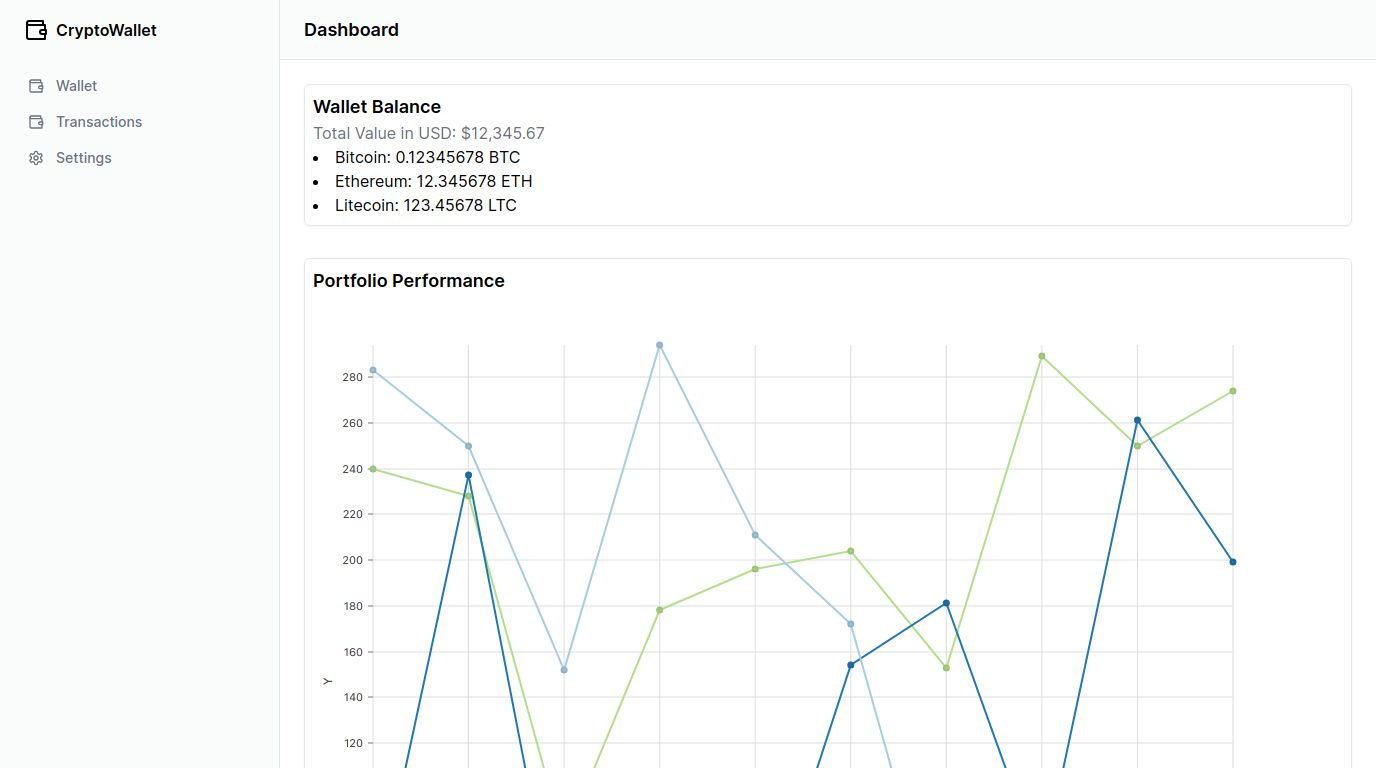 CryptoWallet
Wallet
Transactions
Settings
Dashboard
Wallet Balance
Total Value in USD: $12,345.67
• Bitcoin: 0.12345678 BTC
• Ethereum: 12.345678 ETH
• Litecoin: 123.45678 LTC
Portfolio Performance
280
260
240
220
200
180
160
140
120
Y